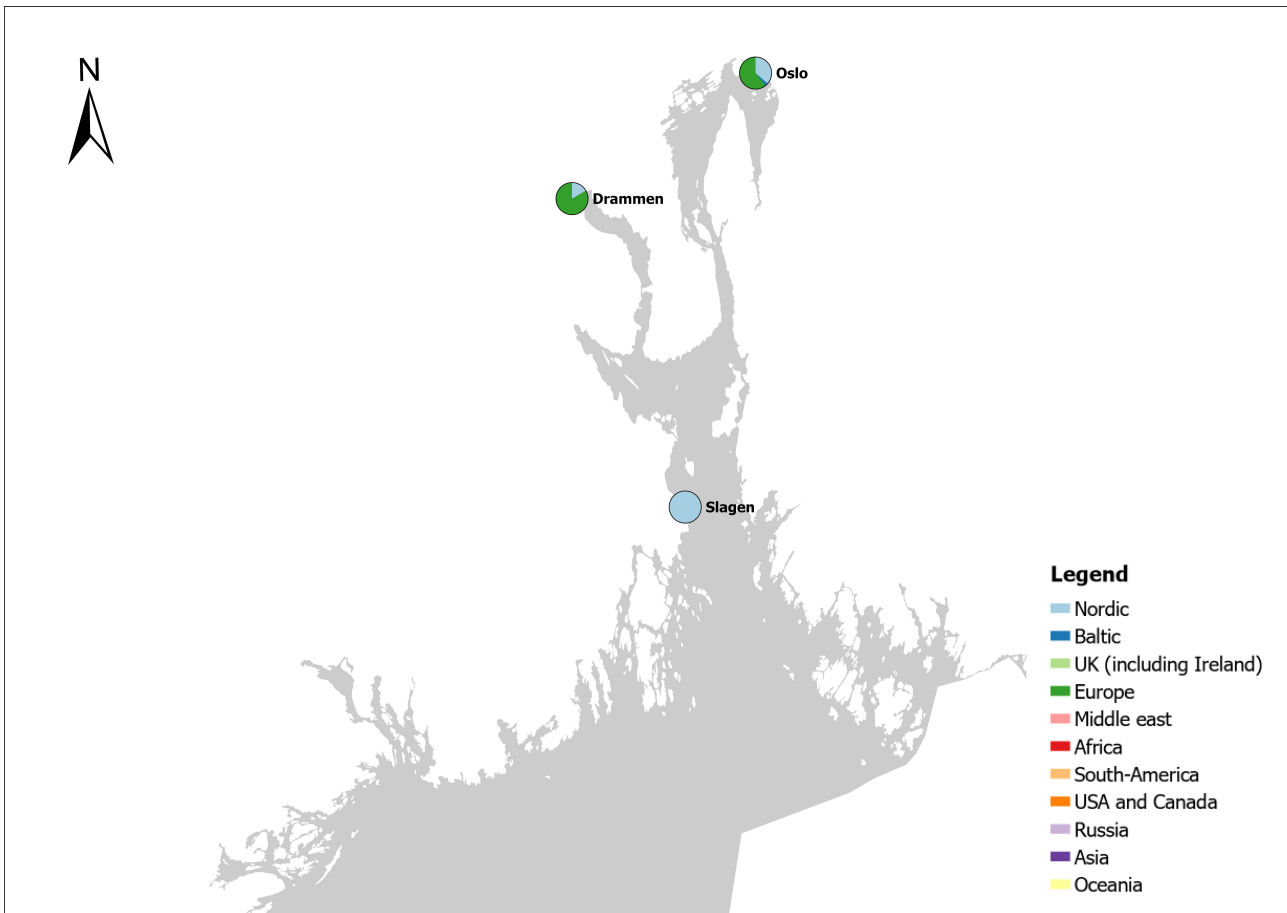 N
Oslo
Drammen
Slagen
Legend
Nordic
Baltic
UK (including Ireland)
Europe
Middle east
Africa
South-America
USA and Canada
Russia
Asia
Oceania